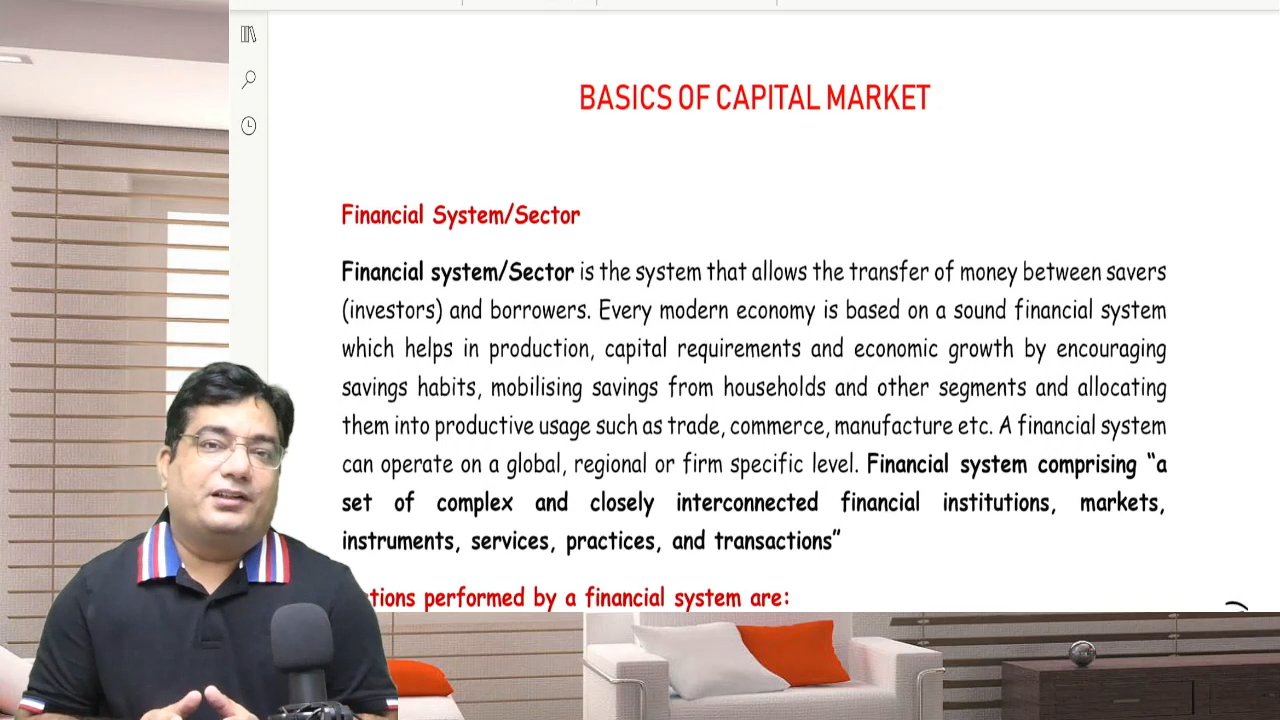 BASICS OF CAPITAL MARKET
Financial System/Sector
Financial system/Sector is the system that allows the transfer of money between savers
(investors) and borrowers. Every modern economy is based on a sound financial system
which helps in production, capital requirements and economic growth by encouraging
savings habits, mobilising savings from households and other segments and allocating
them into productive usage such as trade, commerce, manufacture etc. A financial system
can operate on a global, regional or firm specific level. Financial system comprising “a
set of complex and closely interconnected financial institutions, markets,
instruments, services, practices, and transactions”
performed by a financial system are: